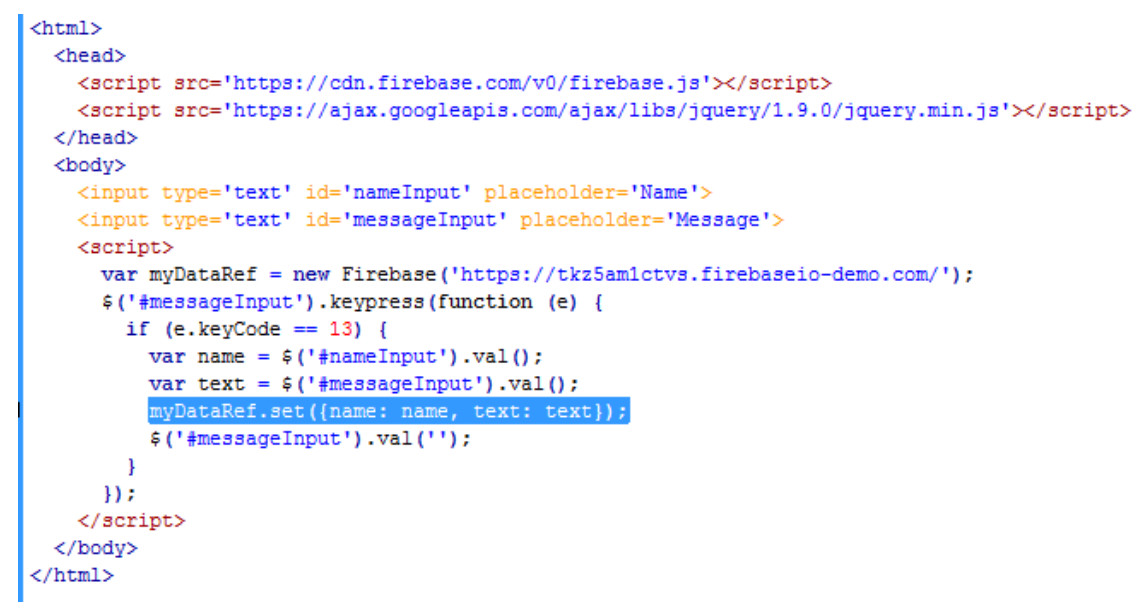 <html>
<head>
<script src='https://cdn.firebase.com/v0/firebase.js'></script>
<script src='https://ajax.googleapis.com/ajax/libs/jquery/1.9.0/jquery.min.js'></script>
</head>
<body>
<input type='text' id='nameInput' placeholder='Name'>
<input type='text' id='messageInput' placeholder='Message'>
<script>
var myDataRef = new Firebase('https://tkz5am1ctvs.firebaseio-demo.com/');
$('#messageInput').keypress(function (e) {
if (e.keyCode == 13) {
var name = $('#nameInput').val();
var text = $('#messageInput').val();
myDataRef.set({name: name, text: text});
$('#messageInput').val('');
}
});
</script>
</body>
</html>